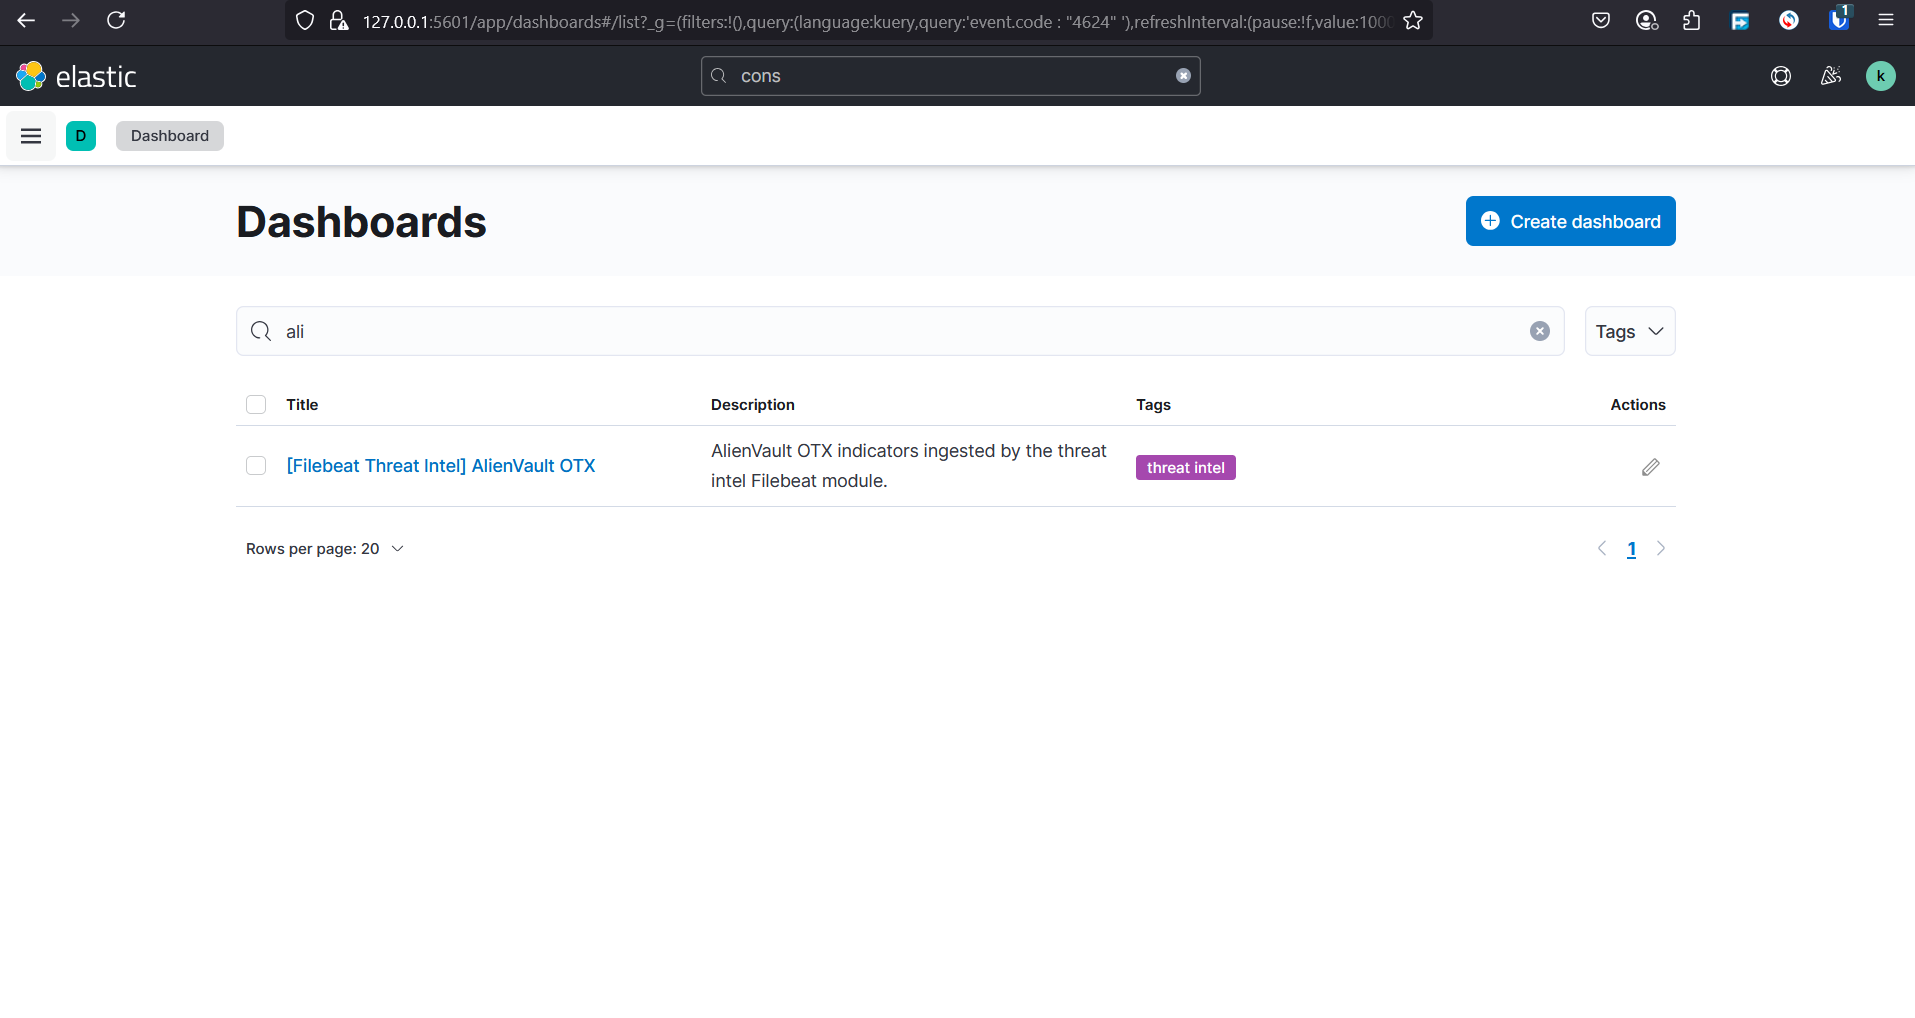 127.0.0.1:5601/app/dashboards#/list?_g=(filters:!(),query:(language:kuery,query:'event.code : "4624" '),refreshInterval:(pause:!f,value:1000
1
elastic
cons
k
D
Dashboard
Dashboards
Create dashboard
ali
Tags
Title
Description
Tags
Actions
[Filebeat Threat Intel] AlienVault OTX
AlienVault OTX indicators ingested by the threat
intel Filebeat module.
threat intel
Rows per page: 20
1